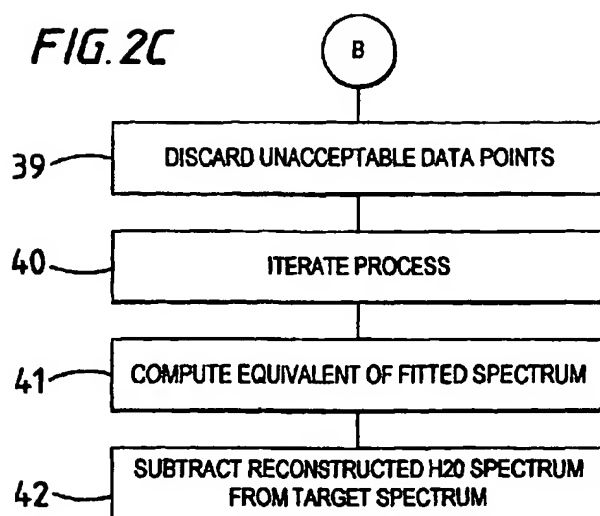 FIG. 2C
B
39 DISCARD UNACCEPTABLE DATA POINTS
40 ITERATE PROCESS
41 COMPUTE EQUIVALENT OF FITTED SPECTRUM
42 SUBTRACT RECONSTRUCTED H20 SPECTRUM
FROM TARGET SPECTRUM